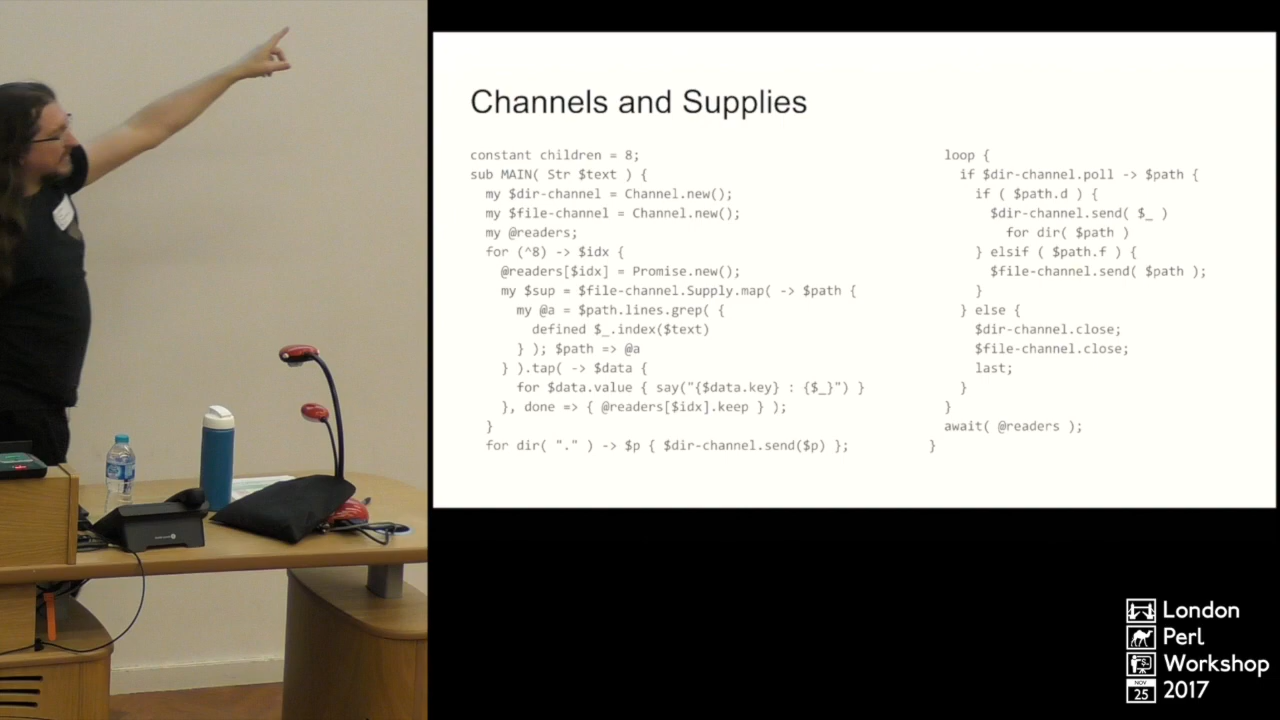 Channels and Supplies
constant children = 8;
sub MAIN( Str $text ) {
my $dir-channel = Channel.new();
my $file-channel = Channel.new();
my @readers;
for (^8) -> $idx {
@readers[$idx] = Promise.new();
my $sup = $file-channel.Supply.map( -> $path {
my @a = $path.lines.grep( {
defined $_.index($text)
} ); $path => @a
} ).tap( -> $data {
for $data.value { say("{$data.key} : {$_}") }
}, done => { @readers[$idx].keep } );
}
for dir( "." ) -> $p { $dir-channel.send($p) };
loop {
if $dir-channel.poll -> $path {
if ( $path.d ) {
$dir-channel.send( $_ )
for dir( $path )
} elsif ( $path.f ) {
$file-channel.send( $path );
}
} else {
$dir-channel.close;
$file-channel.close;
last;
}
}
await( @readers );
}
London
Perl
Workshop
NOV
25
2017